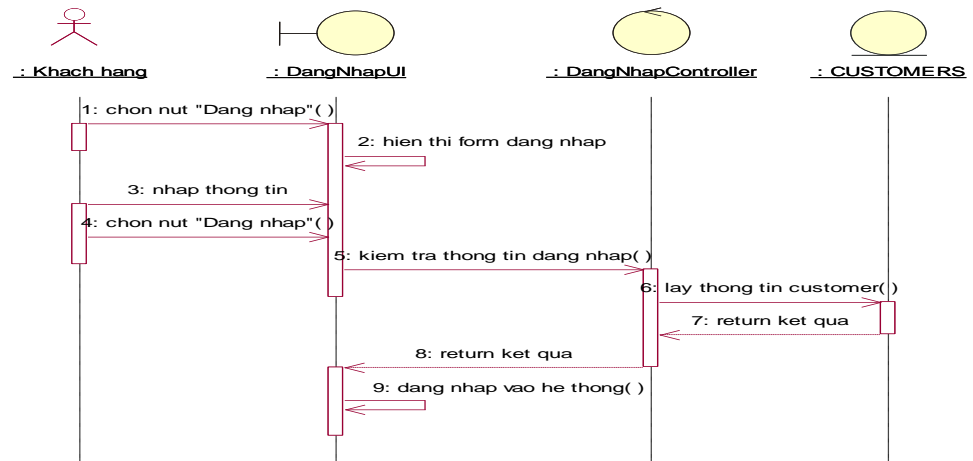 : Khach hang
: DangNhapUI
: DangNhapController
: CUSTOMERS
1: chon nut "Dang nhap"( )
2: hien thi form dang nhap
3: nhap thong tin
4: chon nut "Dang nhap"( )
5: kiem tra thong tin dang nhap( )
6: lay thong tin customer( )
7: return ket qua
8: return ket qua
9: dang nhap vao he thong( )